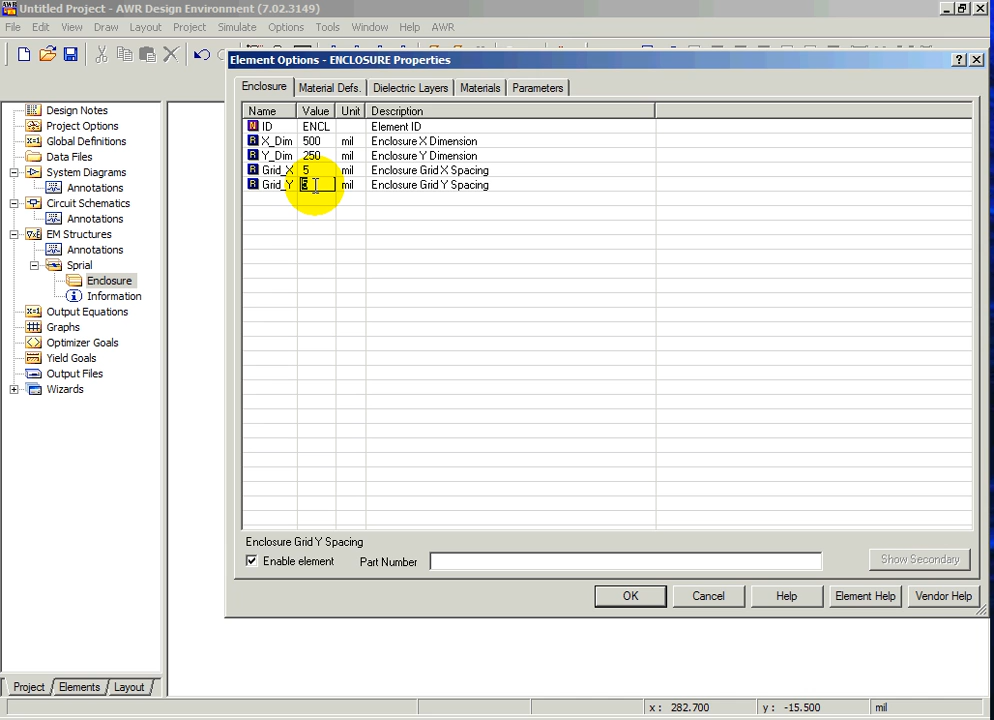 Untitled Project - AWR Design Environment (7.02.3149)
File Edit View Draw Layout Project Simulate Options Tools Window Help AWR
Element Options - ENCLOSURE Properties
Enclosure Material Defs. Dielectric Layers Materials Parameters
Name Value Unit Description
ID ENCL Element ID
X_Dim 500 mil Enclosure X Dimension
Y_Dim 250 mil Enclosure Y Dimension
Grid_X 5 mil Enclosure Grid X Spacing
Grid_Y mil Enclosure Grid Y Spacing
Design Notes
Project Options
Global Definitions
Data Files
System Diagrams
Annotations
Circuit Schematics
Annotations
EM Structures
Annotations
Sprial
Enclosure
Information
Output Equations
Graphs
Optimizer Goals
Yield Goals
Output Files
Wizards
Enclosure Grid Y Spacing
Enable element Part Number Show Secondary
OK Cancel Help Element Help Vendor Help
Project Elements Layout
x : 282.700 y : -15.500 mil